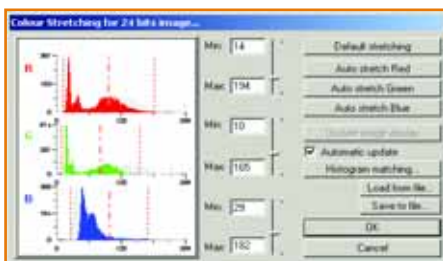 Colour Stretching for 24 bits image...
R
G
B
Min: 14
Max: 194
Min: 10
Max: 165
Min: 29
Max: 182
Default stretching
Auto stretch Red
Auto stretch Green
Auto stretch Blue
Update image display
Automatic update
Histogram matching...
Load from file...
Save to file...
OK
Cancel